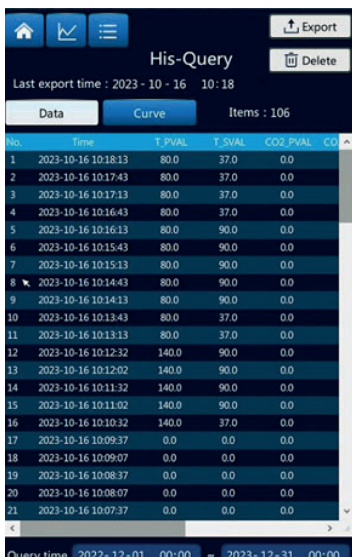 Export
His-Query
Delete
Last export time : 2023 - 10 - 16 10:18
Data Curve Items : 106
No. Time T_PVAL T_SVAL CO2_PVAL CO
1 2023-10-16 10:18:13 80.0 37.0 0.0
2 2023-10-16 10:17:43 80.0 37.0 0.0
3 2023-10-16 10:17:13 80.0 37.0 0.0
4 2023-10-16 10:16:43 80.0 37.0 0.0
5 2023-10-16 10:16:13 80.0 90.0 0.0
6 2023-10-16 10:15:43 80.0 90.0 0.0
7 2023-10-16 10:15:13 80.0 90.0 0.0
8 2023-10-16 10:14:43 80.0 90.0 0.0
9 2023-10-16 10:14:13 80.0 90.0 0.0
10 2023-10-16 10:13:43 80.0 37.0 0.0
11 2023-10-16 10:13:13 80.0 37.0 0.0
12 2023-10-16 10:12:32 140.0 90.0 0.0
13 2023-10-16 10:12:02 140.0 90.0 0.0
14 2023-10-16 10:11:32 140.0 90.0 0.0
15 2023-10-16 10:11:02 140.0 90.0 0.0
16 2023-10-16 10:10:32 140.0 37.0 0.0
17 2023-10-16 10:09:37 0.0 0.0 0.0
18 2023-10-16 10:09:07 0.0 0.0 0.0
19 2023-10-16 10:08:37 0.0 0.0 0.0
20 2023-10-16 10:08:07 0.0 0.0 0.0
21 2023-10-16 10:07:37 0.0 0.0 0.0
Query time 2022-12-01 00:00 ~ 2023-12-31 00:00